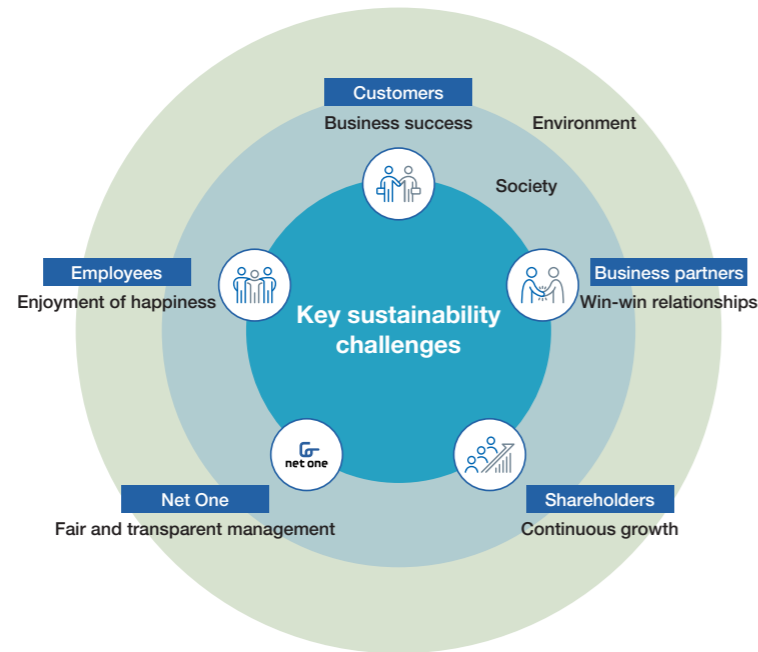 Customers
Business success
Environment
Society
Employees
Enjoyment of happiness
Business partners
Win-win relationships
Key sustainability
challenges
net one
Net One
Fair and transparent management
Shareholders
Continuous growth